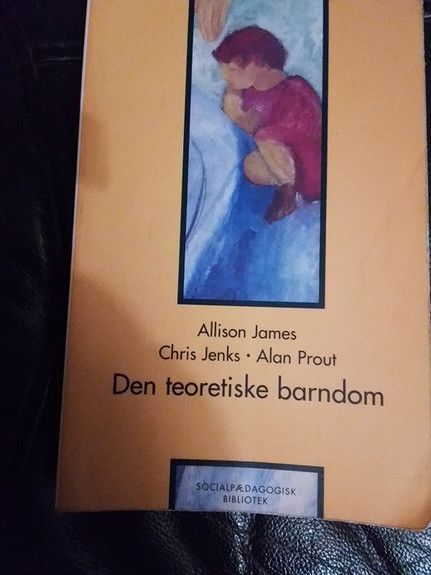 Allison James
Chris Jenks • Alan Prout
Den teoretiske barndom
SOCIALPÆDAGOGISK
BIBLIOTEK